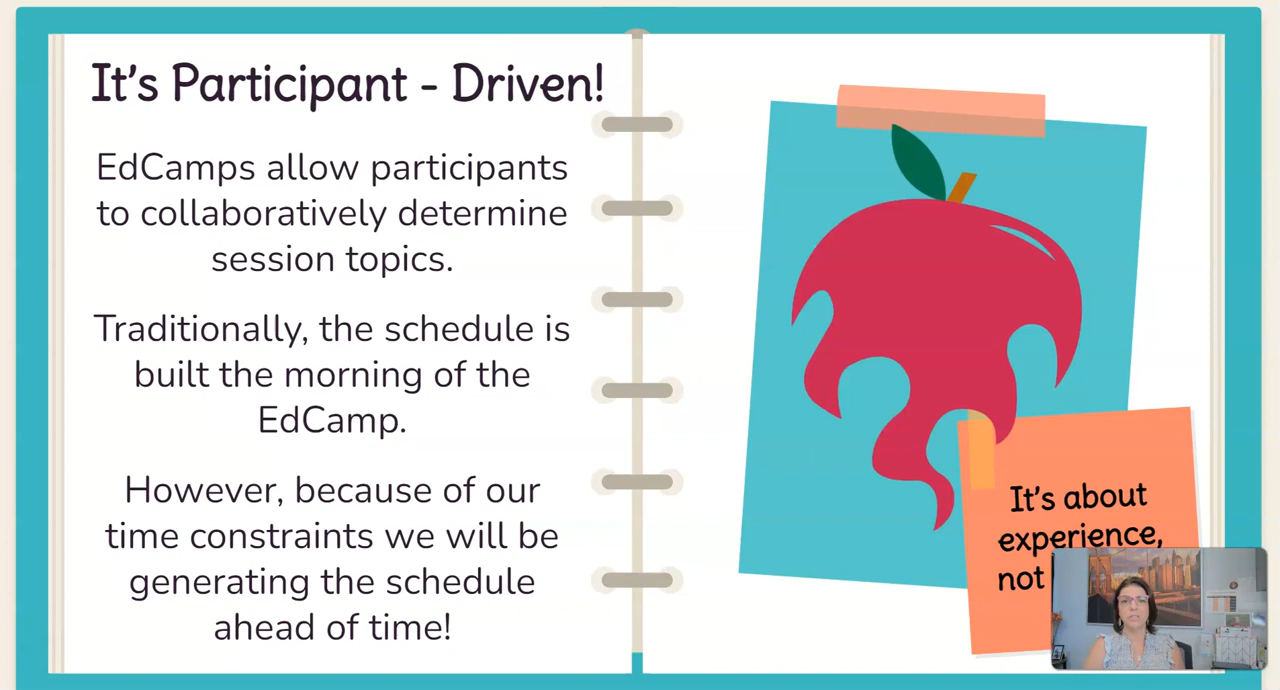 It's Participant - Driven!
EdCamps allow participants
to collaboratively determine
session topics.
Traditionally, the schedule is
built the morning of the
EdCamp.
However, because of our
time constraints we will be
generating the schedule
ahead of time!
It's about
experience,
not